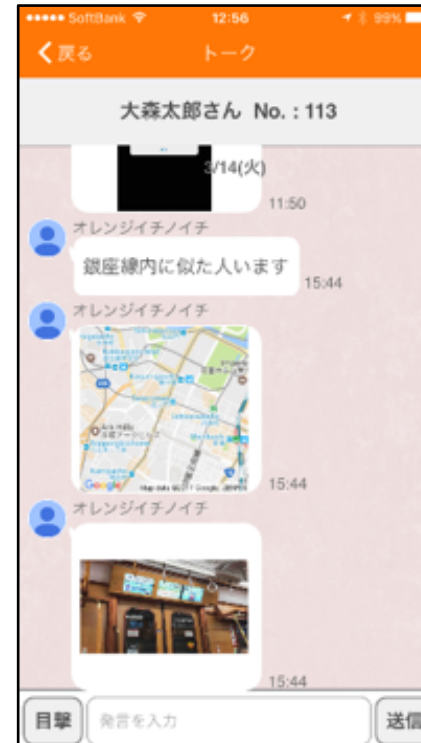 SoftBank 12:56 99%
戻る トーク
大森太郎さん No.：113
3/14(火)
11:50
オレンジイチノイチ
銀座線内に似た人います
15:44
オレンジイチノイチ
Google
15:44
オレンジイチノイチ
15:44
目撃 発言を入力 送信